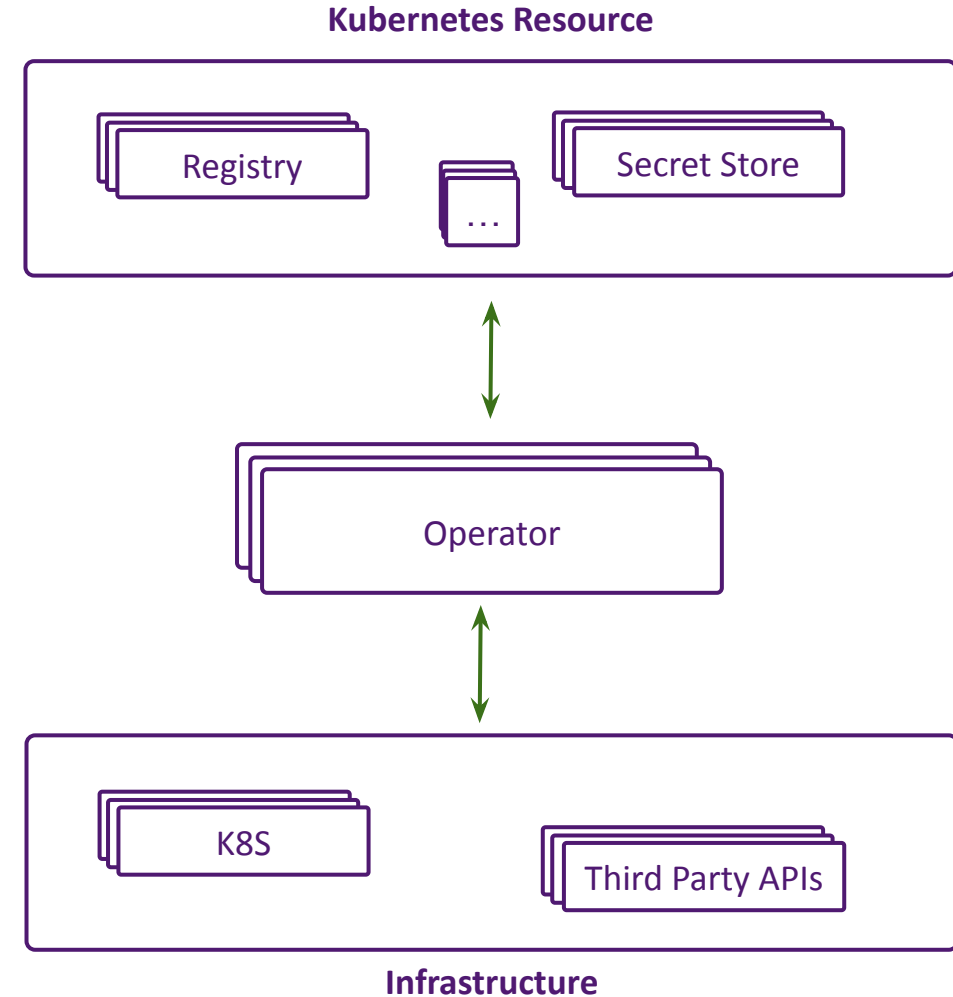 Kubernetes Resource
Registry
Secret Store
...
Operator
K8S
Third Party APIs
Infrastructure